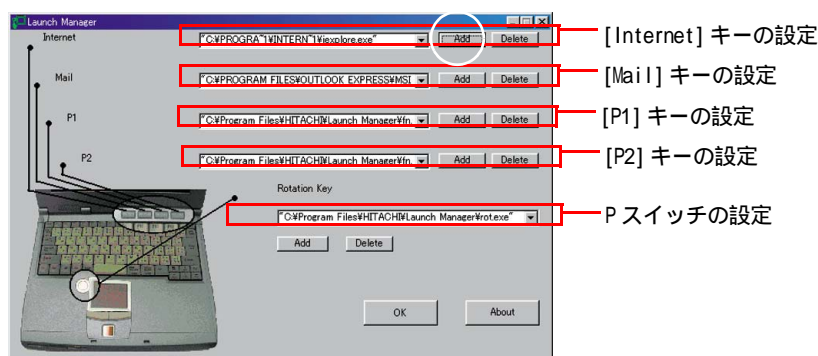 Launch Manager
Internet
"C:¥PROGRA~1¥INTERN~1¥iexplore.exe"
Add
Delete
[Internet] キーの設定
Mail
"C:¥PROGRAM FILES¥OUTLOOK EXPRESS¥MSI
Add
Delete
[Mail] キーの設定
P1
"C:¥Program Files¥HITACHI¥Launch Manager¥fn.
Add
Delete
[P1] キーの設定
P2
"C:¥Program Files¥HITACHI¥Launch Manager¥fn.
Add
Delete
[P2] キーの設定
Rotation Key
"C:¥Program Files¥HITACHI¥Launch Manager¥rot.exe"
P スイッチの設定
Add
Delete
OK
About